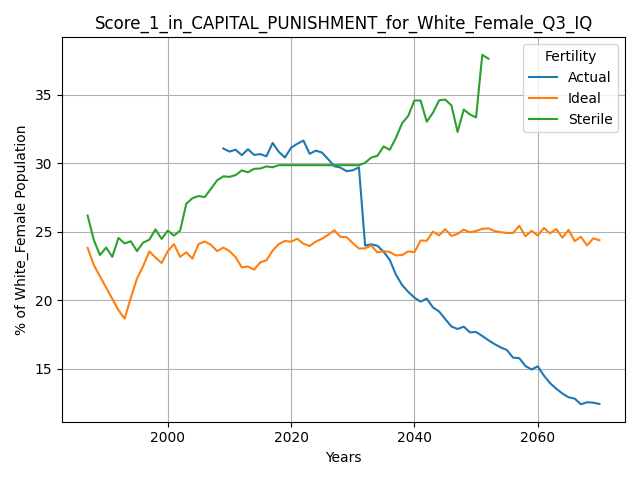 Score_1_in_CAPITAL_PUNISHMENT_for_White_Female_Q3_IQ
Fertility
Actual
Ideal
Sterile
% of White_Female Population
35
30
25
20
15
2000
2020
2040
2060
Years